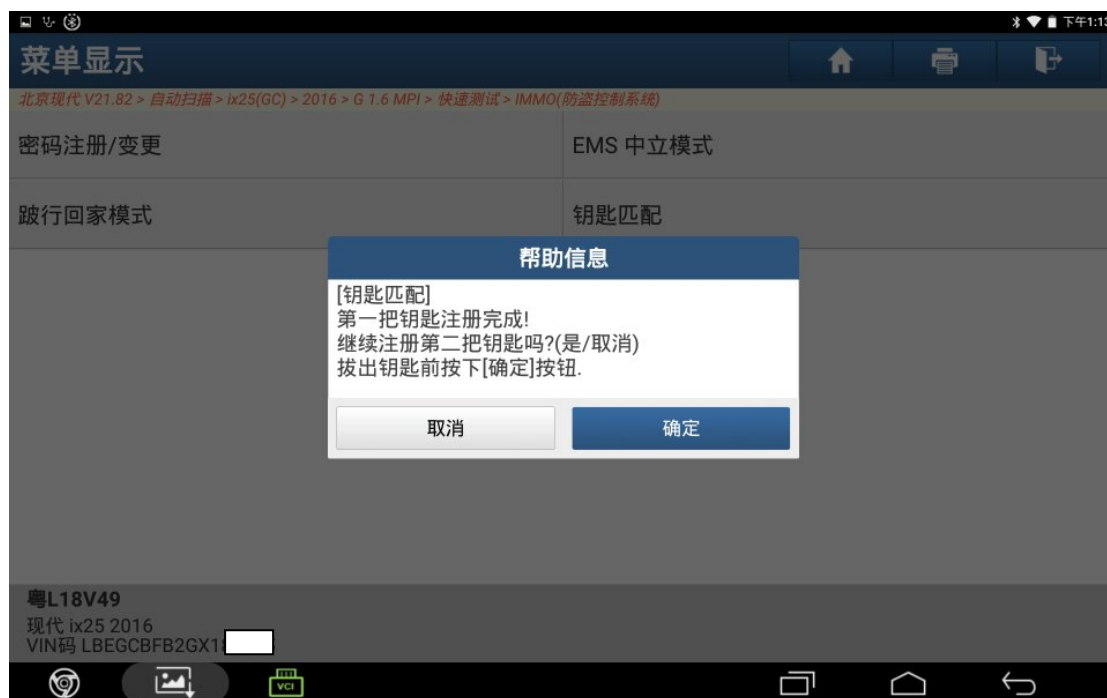 下午1:13
菜单显示
北京现代 V21.82 > 自动扫描 > ix25(GC) > 2016 > G 1.6 MPI > 快速测试 > IMMO(防盗控制系统)
密码注册/变更
EMS 中立模式
跛行回家模式
钥匙匹配
帮助信息
[钥匙匹配]
第一把钥匙注册完成!
继续注册第二把钥匙吗?(是/取消)
拔出钥匙前按下[确定]按钮.
取消
确定
粤L18V49
现代 ix25 2016
VIN码 LBEGCBFB2GX1
VCI